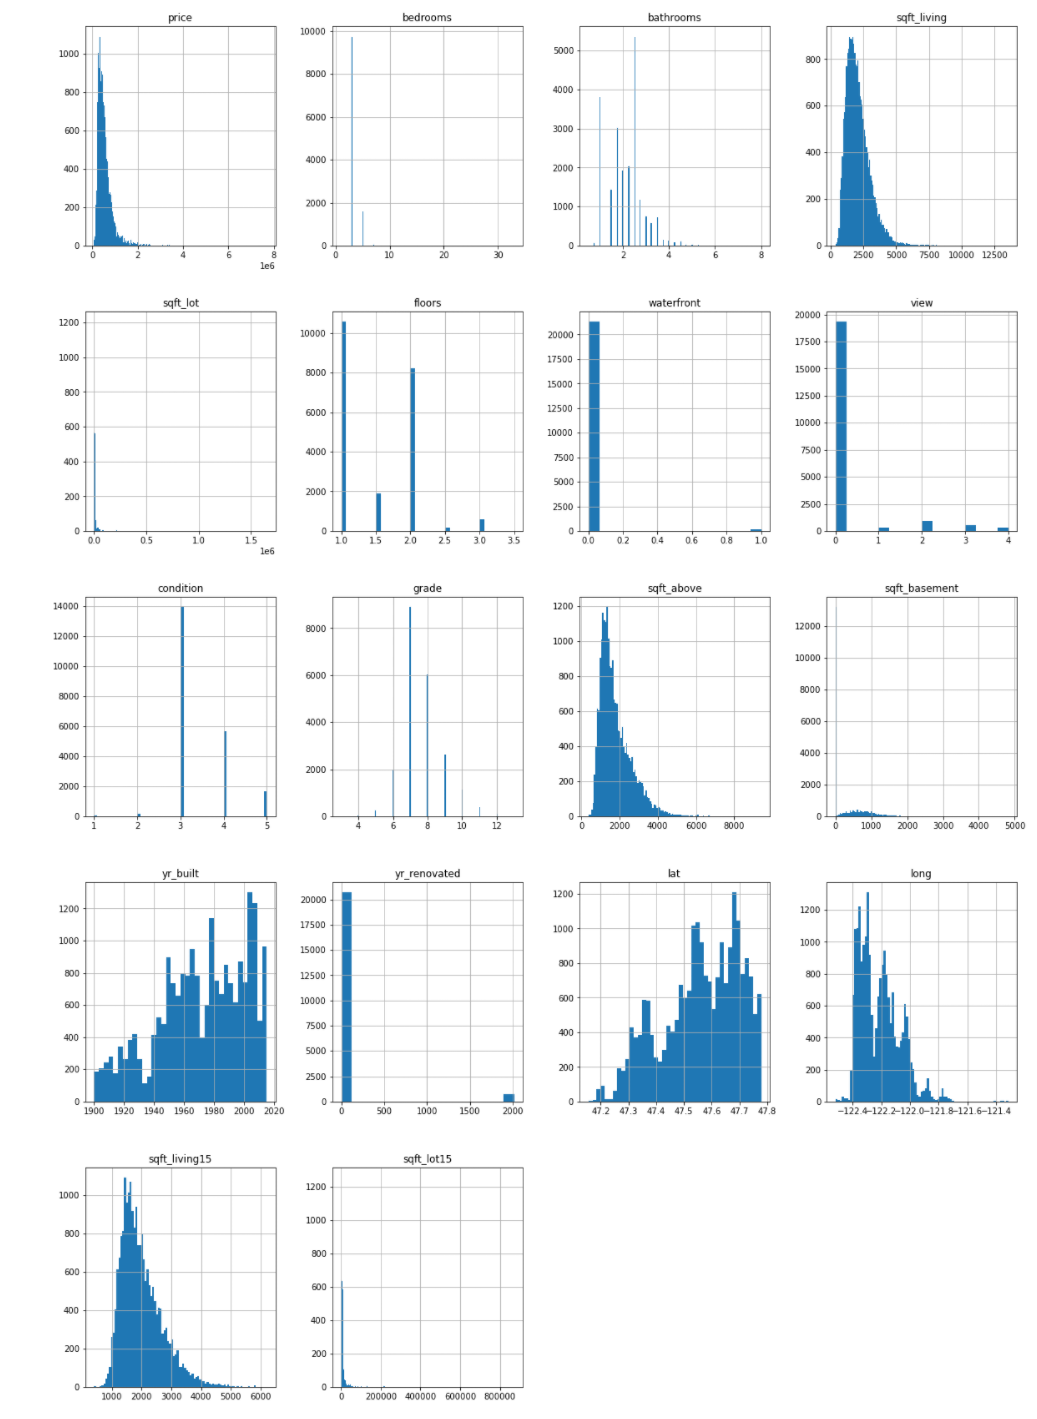 price bedrooms bathrooms sqft_living
1000 800 600 400 200 0
0 2 4 6 8
1e6
10000 8000 6000 4000 2000 0
0 10 20 30
5000 4000 3000 2000 1000 0
2 4 6 8
800 600 400 200 0
0 2500 5000 7500 10000 12500
sqft_lot floors waterfront view
1200 1000 800 600 400 200 0
0.0 0.5 1.0 1.5
1e6
10000 8000 6000 4000 2000 0
1.0 1.5 2.0 2.5 3.0 3.5
20000 17500 15000 12500 10000 7500 5000 2500 0
0.0 0.2 0.4 0.6 0.8 1.0
20000 17500 15000 12500 10000 7500 5000 2500 0
0 1 2 3 4
condition grade sqft_above sqft_basement
14000 12000 10000 8000 6000 4000 2000 0
1 2 3 4 5
8000 6000 4000 2000 0
4 6 8 10 12
1200 1000 800 600 400 200 0
0 2000 4000 6000 8000
12000 10000 8000 6000 4000 2000 0
0 1000 2000 3000 4000 5000
yr_built yr_renovated lat long
1200 1000 800 600 400 200 0
1900 1920 1940 1960 1980 2000 2020
20000 17500 15000 12500 10000 7500 5000 2500 0
0 500 1000 1500 2000
1200 1000 800 600 400 200 0
47.2 47.3 47.4 47.5 47.6 47.7 47.8
1200 1000 800 600 400 200 0
−122.4 −122.2 −122.0 −121.8 −121.6 −121.4
sqft_living15 sqft_lot15
1000 800 600 400 200 0
1000 2000 3000 4000 5000 6000
1200 1000 800 600 400 200 0
0 200000 400000 600000 800000